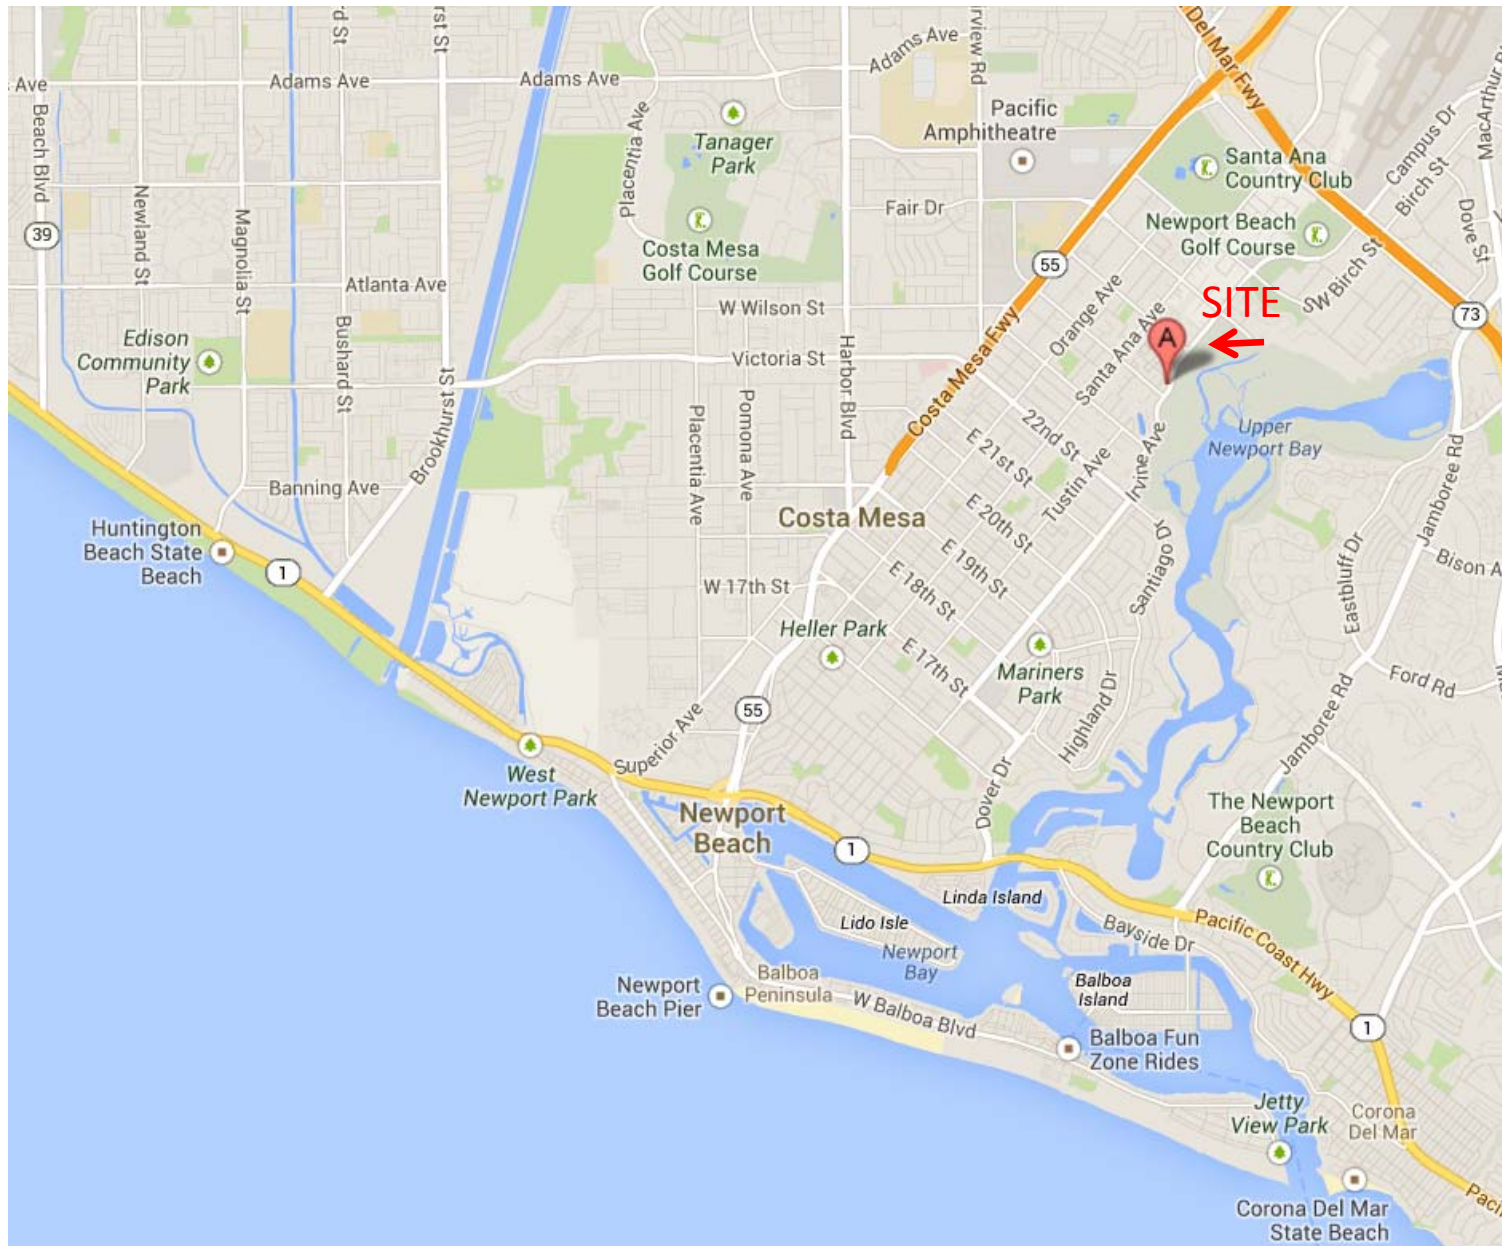 Ave
Adams Ave
Adams Ave
Adams Ave
rd St
rst St
irview Rd
Del Mar Fwy
MacArthur B
Campus Dr
Birch St
Dove St
Beach Blvd
39
Newland St
Magnolia St
Bushard St
Brookhurst St
Atlanta Ave
Banning Ave
Edison
Community
Park
Huntington
Beach State
Beach
1
Placentia Ave
Tanager
Park
Costa Mesa
Golf Course
Pacific
Amphitheatre
Fair Dr
Santa Ana
Country Club
Newport Beach
Golf Course
SW Birch St
73
55
Costa Mesa Fwy
Orange Ave
Santa Ana Ave
SITE
A
W Wilson St
Victoria St
Harbor Blvd
Placentia Ave
Pomona Ave
22nd St
E 21st St
Tustin Ave
E 20th St
E 19th St
E 18th St
E 17th St
Irvine Ave
Santiago Dr
Upper
Newport Bay
Jamboree Rd
Bison A
Eastbluff Dr
Ford Rd
Jamboree Rd
Costa Mesa
W 17th St
Heller Park
Mariners
Park
Highland Dr
Dover Dr
55
Superior Ave
West
Newport Park
Newport
Beach
1
The Newport
Beach
Country Club
Linda Island
Lido Isle
Newport
Bay
Bayside Dr
Pacific Coast Hwy
Balboa
Island
Balboa
Peninsula
Newport
Beach Pier
W Balboa Blvd
Balboa Fun
Zone Rides
1
Jetty
View Park
Corona
Del Mar
Corona Del Mar
State Beach
Paci